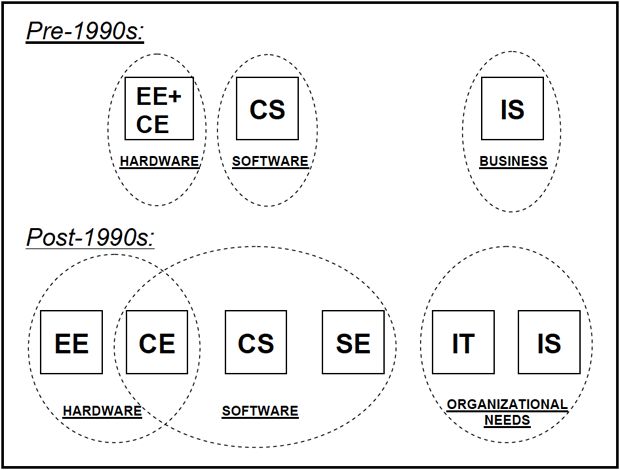 Pre-1990s:
EE+
CE
CS
IS
HARDWARE
SOFTWARE
BUSINESS
Post-1990s:
EE
CE
CS
SE
IT
IS
HARDWARE
SOFTWARE
ORGANIZATIONAL
NEEDS